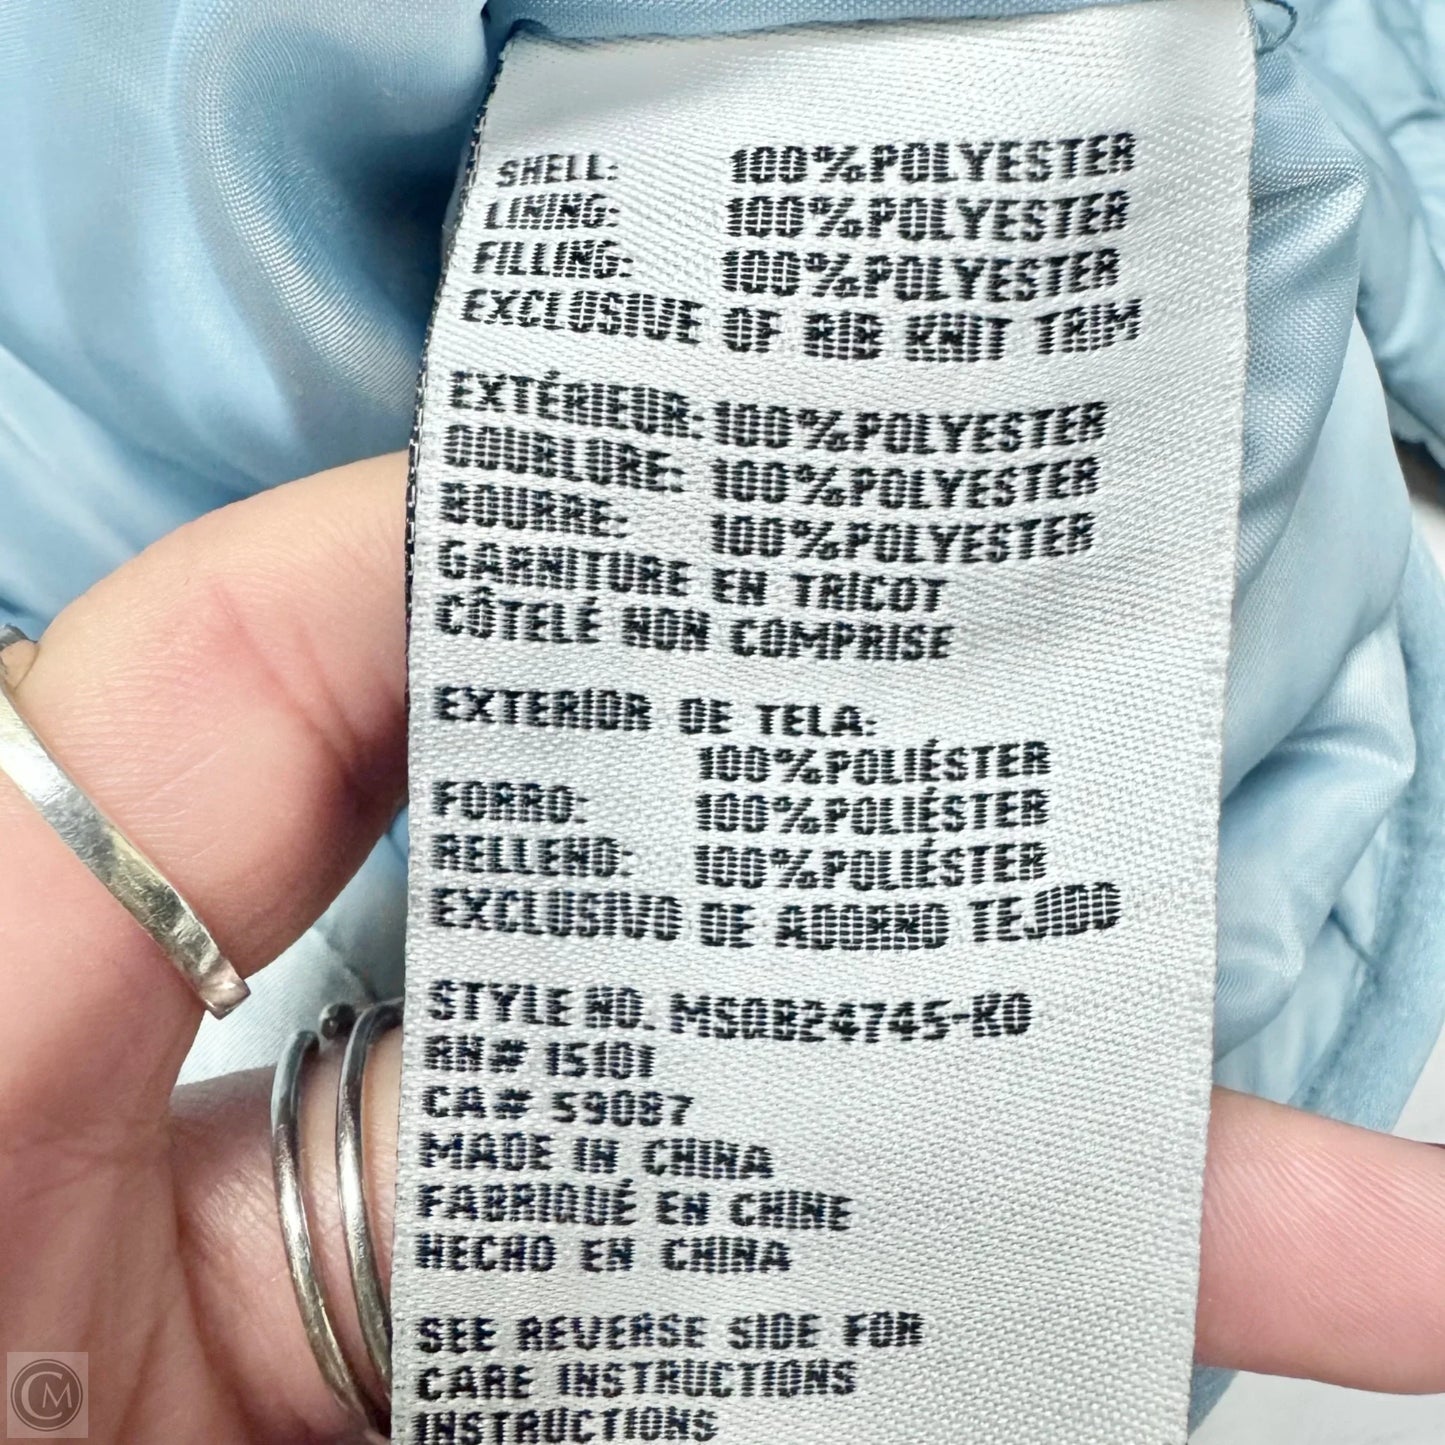 SHELL: 100%POLYESTER
LINING: 100%POLYESTER
FILLING: 100%POLYESTER
EXCLUSIVE OF RIB KNIT TRIM
EXTÉRIEUR: 100%POLYESTER
DOUBLURE: 100%POLYESTER
BOURRE: 100%POLYESTER
GARNITURE EN TRICOT
CÔTELÉ NON COMPRISE
EXTERIOR DE TELA:
100%POLIÉSTER
FORRO: 100%POLIÉSTER
RELLENO: 100%POLIÉSTER
EXCLUSIVO DE ADORNO TEJIDO
STYLE NO. MSQB24745-KO
RN# 15101
CA# 59087
MADE IN CHINA
FABRIQUÉ EN CHINE
HECHO EN CHINA
SEE REVERSE SIDE FOR
CARE INSTRUCTIONS
INSTRUCTIONS
CM